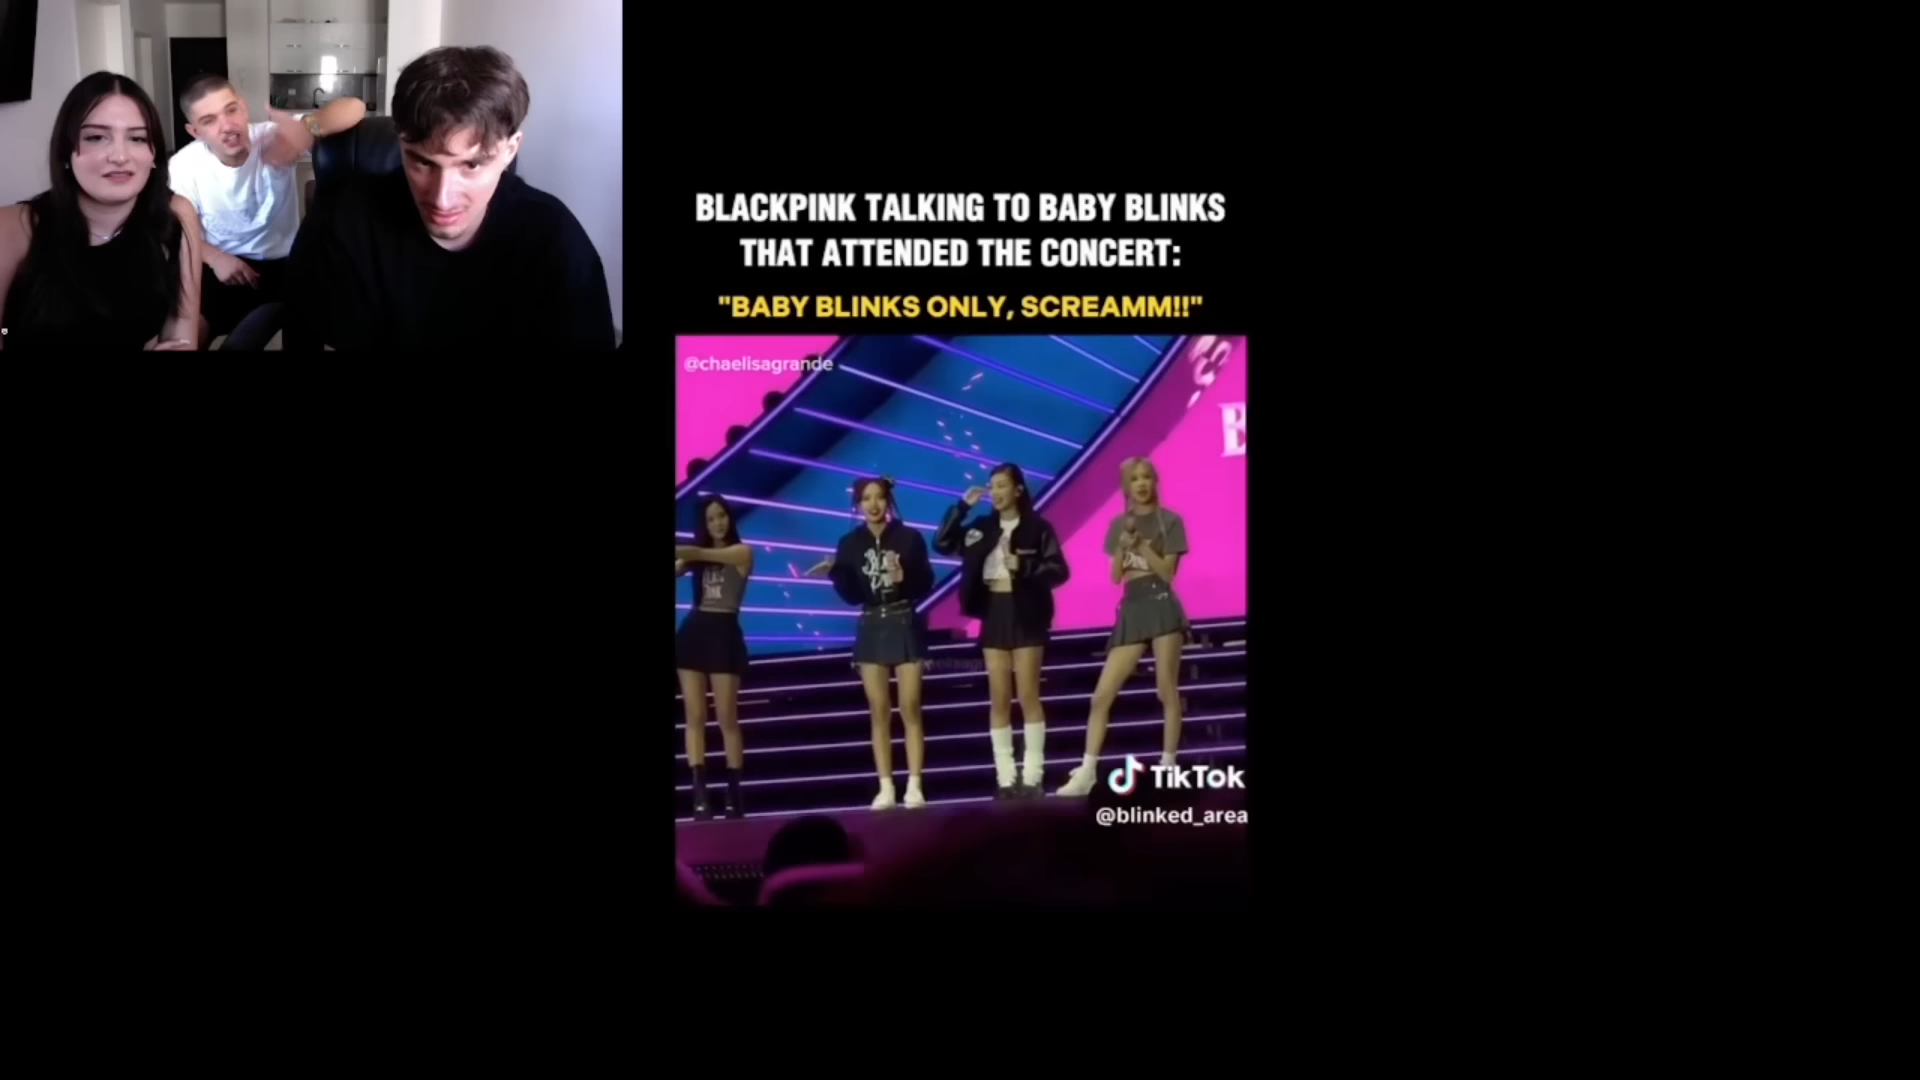 BLACKPINK TALKING TO BABY BLINKS
THAT ATTENDED THE CONCERT:
"BABY BLINKS ONLY, SCREAMM!!"
@chaelisagrande
B
TikTok
@blinked_area